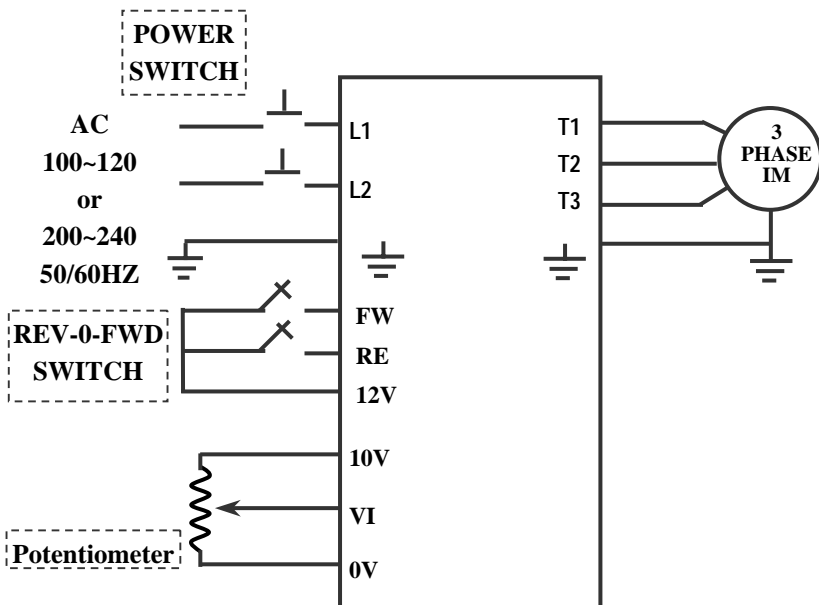 POWER
SWITCH
AC
100~120
or
200~240
50/60HZ
L1
L2
REV-0-FWD
SWITCH
FW
RE
12V
10V
VI
0V
Potentiometer
T1
T2
T3
3
PHASE
IM